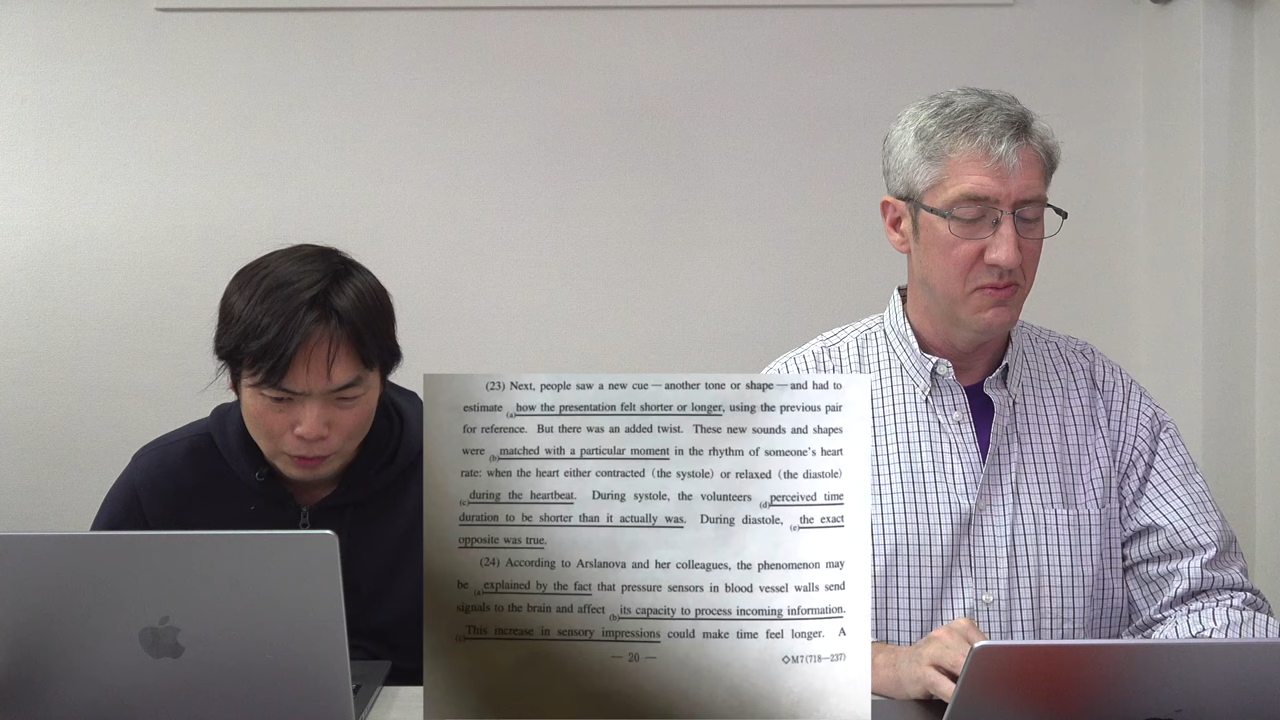 (23) Next, people saw a new cue — another tone or shape — and had to
estimate (a)how the presentation felt shorter or longer, using the previous pair
for reference. But there was an added twist. These new sounds and shapes
were (b)matched with a particular moment in the rhythm of someone's heart
rate: when the heart either contracted (the systole) or relaxed (the diastole)
(c)during the heartbeat. During systole, the volunteers (d)perceived time
duration to be shorter than it actually was. During diastole, (e)the exact
opposite was true.
(24) According to Arslanova and her colleagues, the phenomenon may
be (a)explained by the fact that pressure sensors in blood vessel walls send
signals to the brain and affect (b)its capacity to process incoming information.
(c)This increase in sensory impressions could make time feel longer. A
— 20 —
◇M7(718—237)